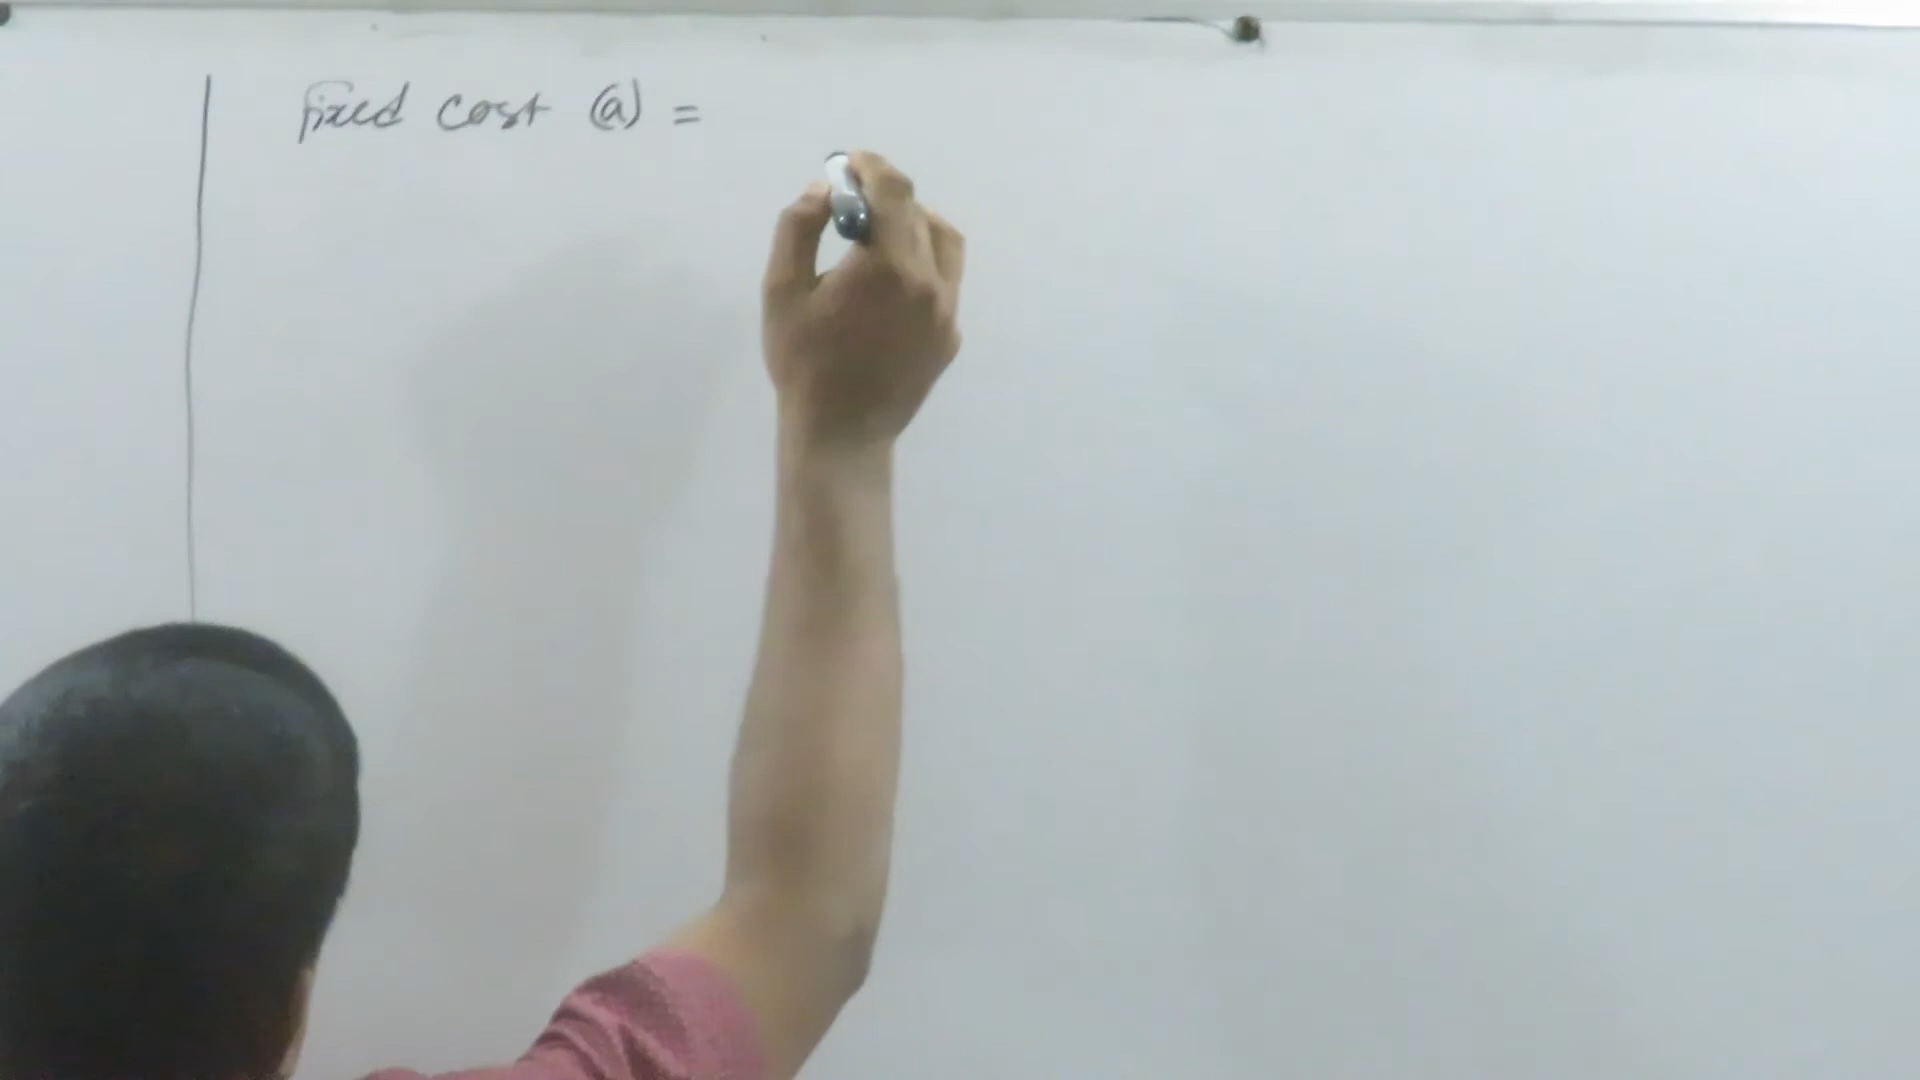 fixed cost (a) =